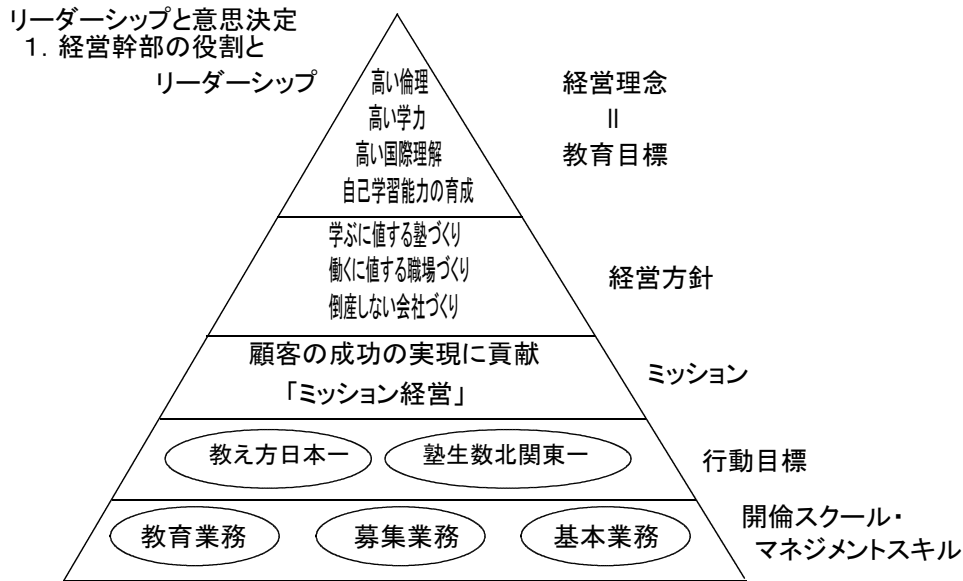 リーダーシップと意思決定
1．経営幹部の役割と
リーダーシップ
高い倫理
高い学力
高い国際理解
自己学習能力の育成
経営理念
॥
教育目標
学ぶに値する塾づくり
働くに値する職場づくり
倒産しない会社づくり
経営方針
顧客の成功の実現に貢献
「ミッション経営」
ミッション
教え方日本一
塾生数北関東一
行動目標
教育業務
募集業務
基本業務
開倫スクール・
マネジメントスキル